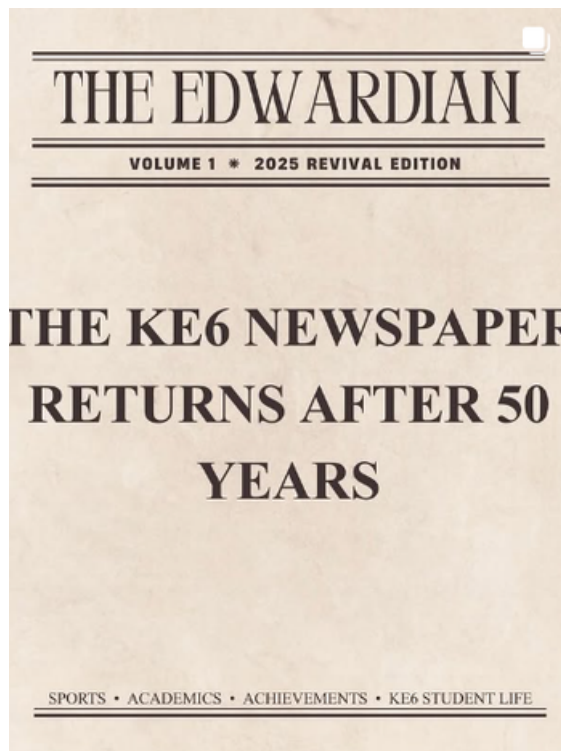 THE EDWARDIAN
VOLUME 1 ✷ 2025 REVIVAL EDITION
THE KE6 NEWSPAPER
RETURNS AFTER 50
YEARS
SPORTS • ACADEMICS • ACHIEVEMENTS • KE6 STUDENT LIFE